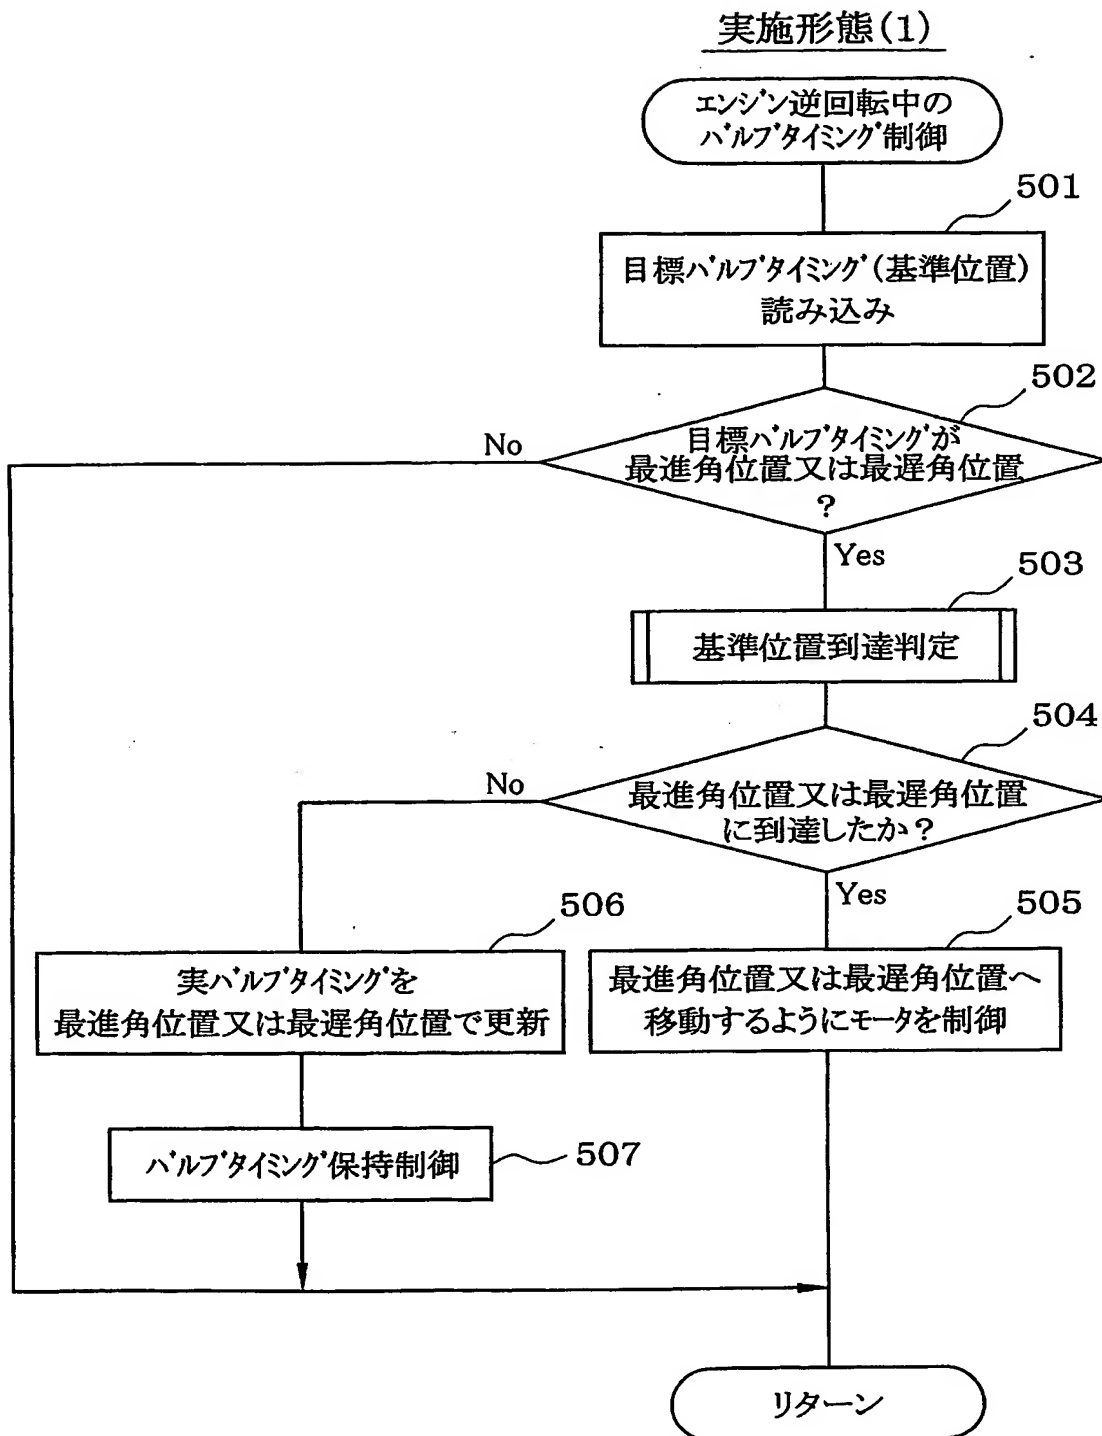 実施形態(1)
エンジン逆回転中の
バルブタイミング制御
501
目標バルブタイミング(基準位置)
読み込み
502
目標バルブタイミングが
最進角位置又は最遅角位置
?
No
Yes
503
基準位置到達判定
504
最進角位置又は最遅角位置
に到達したか?
No
Yes
506
実バルブタイミングを
最進角位置又は最遅角位置で更新
505
最進角位置又は最遅角位置へ
移動するようにモータを制御
バルブタイミング保持制御
507
リターン